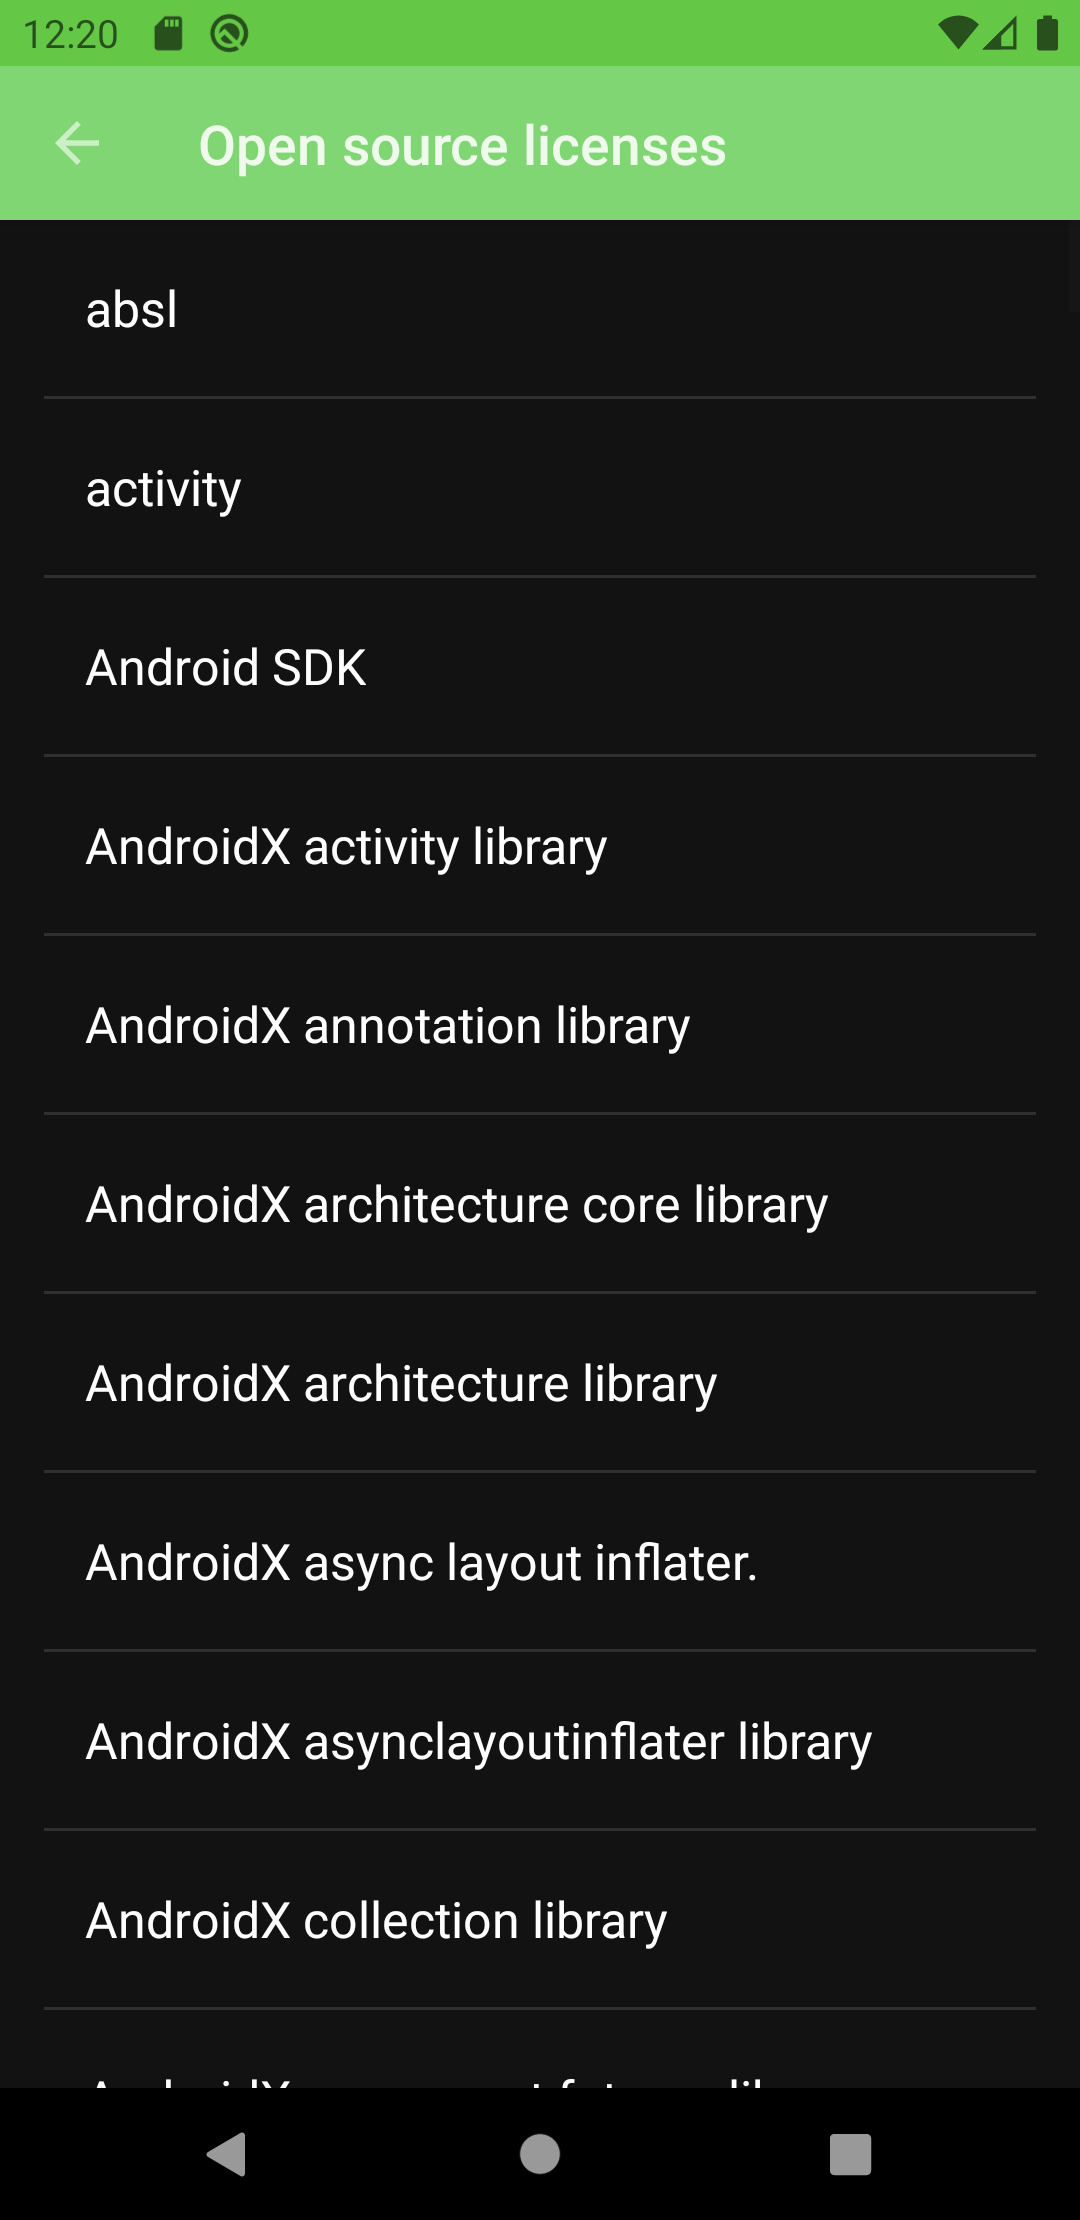 12:20
Open source licenses
absl
activity
Android SDK
AndroidX activity library
AndroidX annotation library
AndroidX architecture core library
AndroidX architecture library
AndroidX async layout inflater.
AndroidX asynclayoutinflater library
AndroidX collection library